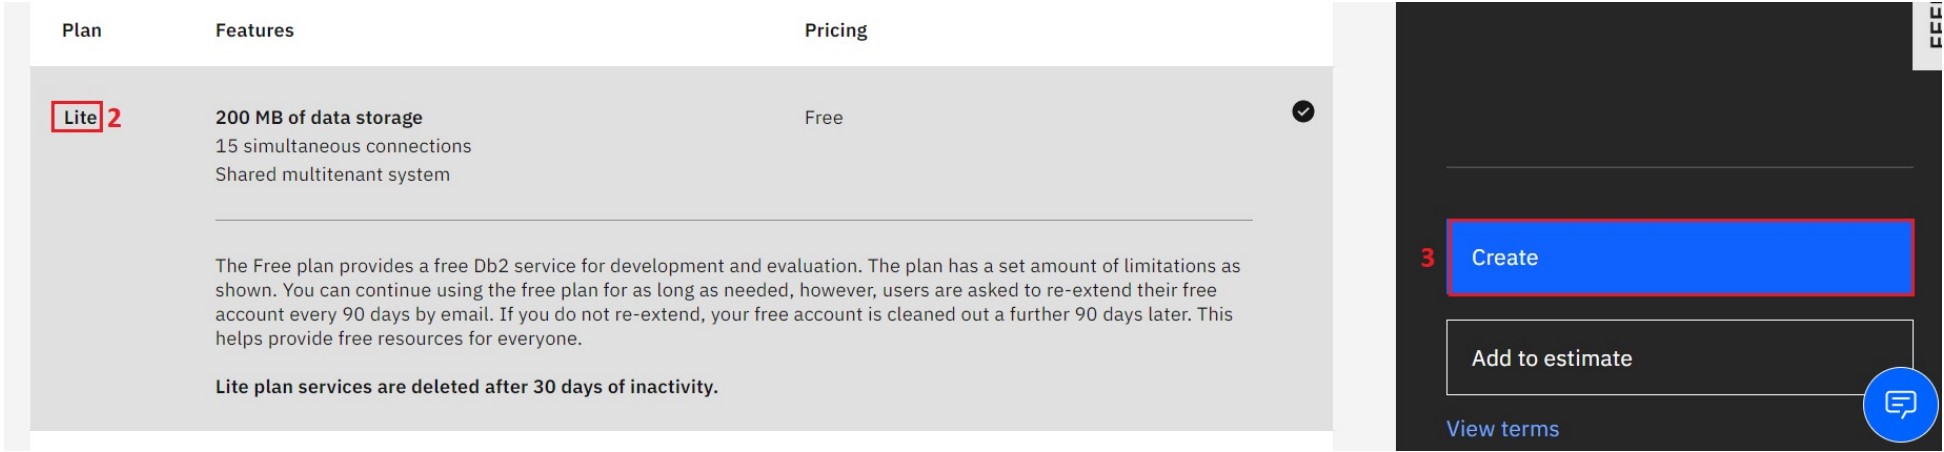 Plan Features Pricing
Lite 2 200 MB of data storage Free
15 simultaneous connections
Shared multitenant system
The Free plan provides a free Db2 service for development and evaluation. The plan has a set amount of limitations as
shown. You can continue using the free plan for as long as needed, however, users are asked to re-extend their free
account every 90 days by email. If you do not re-extend, your free account is cleaned out a further 90 days later. This
helps provide free resources for everyone.
Lite plan services are deleted after 30 days of inactivity.
3 Create
Add to estimate
View terms